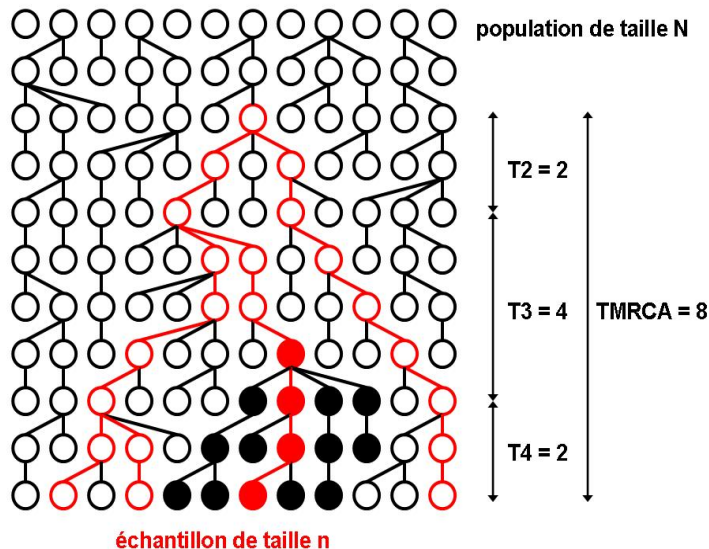 population de taille N
T2 = 2
T3 = 4
TMRCA = 8
T4 = 2
échantillon de taille n